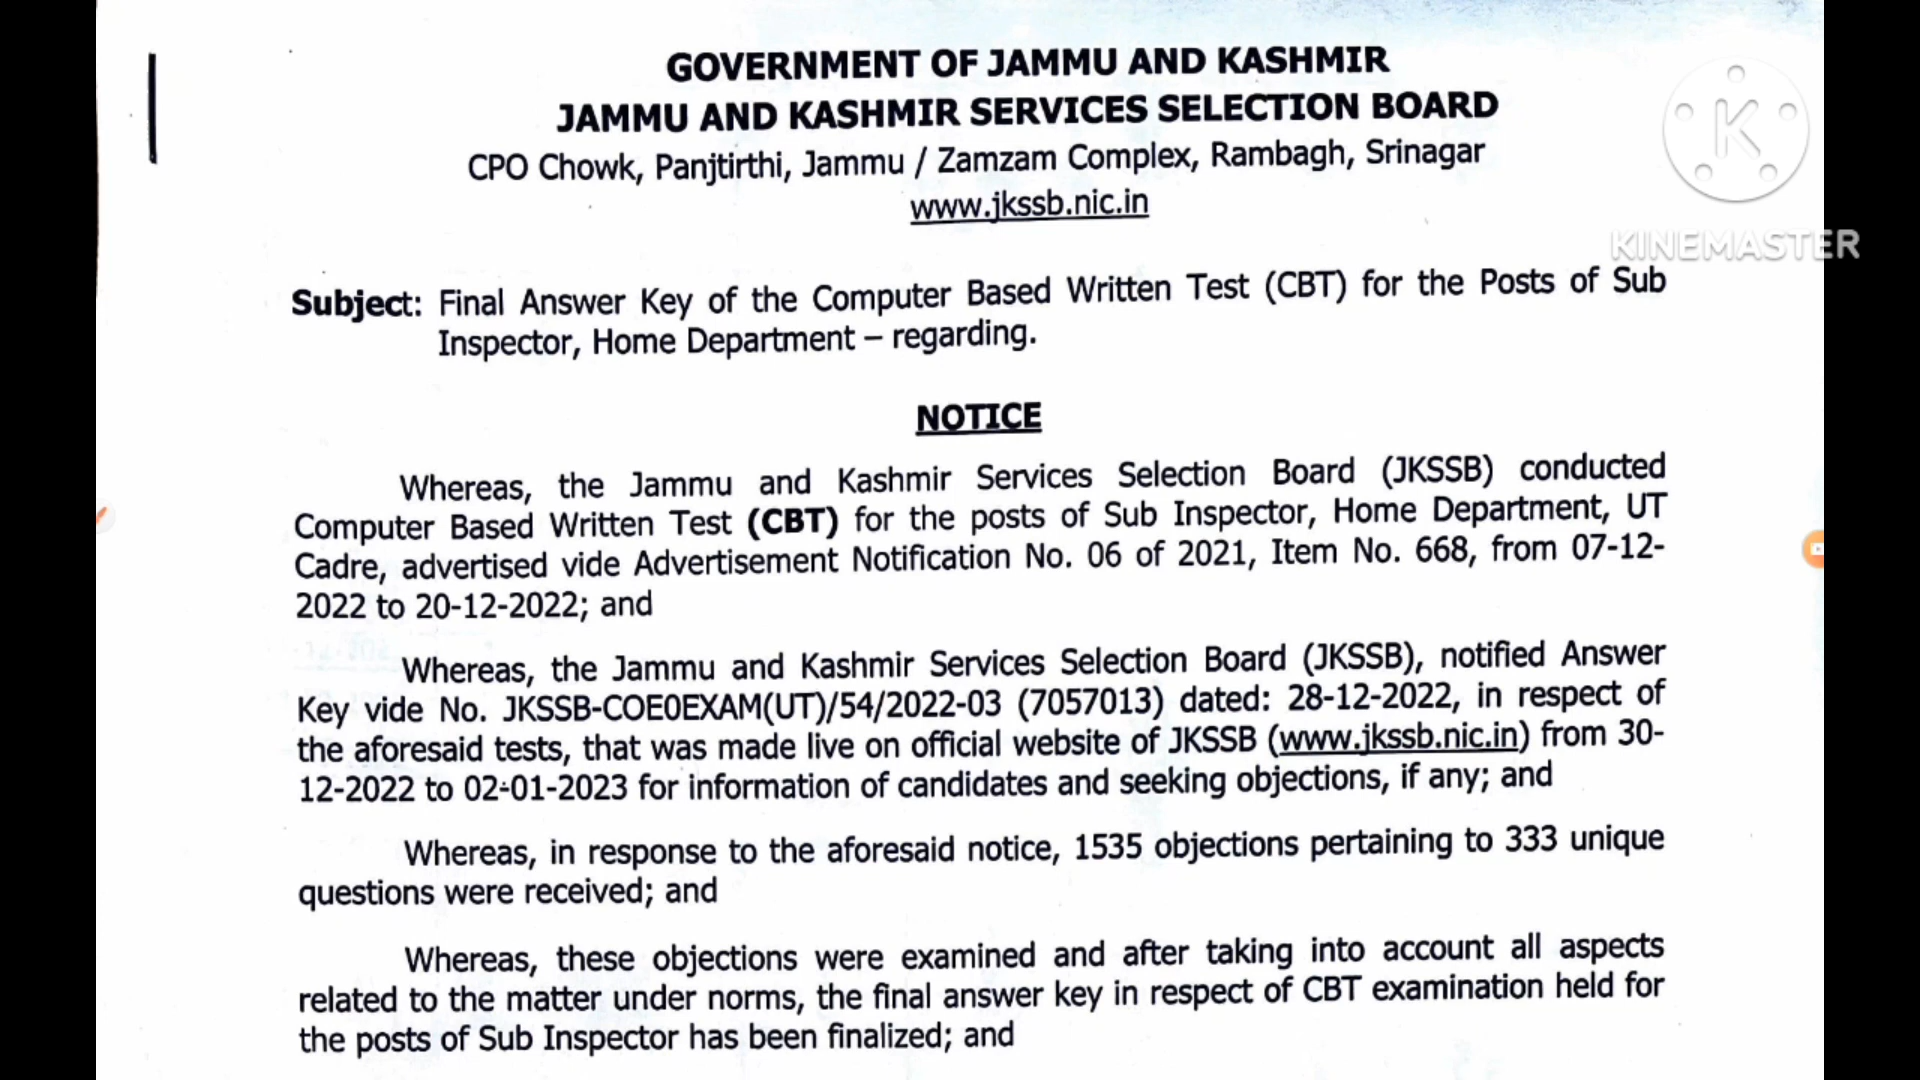 GOVERNMENT OF JAMMU AND KASHMIR
JAMMU AND KASHMIR SERVICES SELECTION BOARD
CPO Chowk, Panjtirthi, Jammu / Zamzam Complex, Rambagh, Srinagar
www.jkssb.nic.in
K
KINEMASTER
Subject: Final Answer Key of the Computer Based Written Test (CBT) for the Posts of Sub
Inspector, Home Department – regarding.
NOTICE
Whereas, the Jammu and Kashmir Services Selection Board (JKSSB) conducted
Computer Based Written Test (CBT) for the posts of Sub Inspector, Home Department, UT
Cadre, advertised vide Advertisement Notification No. 06 of 2021, Item No. 668, from 07-12-
2022 to 20-12-2022; and
Whereas, the Jammu and Kashmir Services Selection Board (JKSSB), notified Answer
Key vide No. JKSSB-COE0EXAM(UT)/54/2022-03 (7057013) dated: 28-12-2022, in respect of
the aforesaid tests, that was made live on official website of JKSSB (www.jkssb.nic.in) from 30-
12-2022 to 02-01-2023 for information of candidates and seeking objections, if any; and
Whereas, in response to the aforesaid notice, 1535 objections pertaining to 333 unique
questions were received; and
Whereas, these objections were examined and after taking into account all aspects
related to the matter under norms, the final answer key in respect of CBT examination held for
the posts of Sub Inspector has been finalized; and